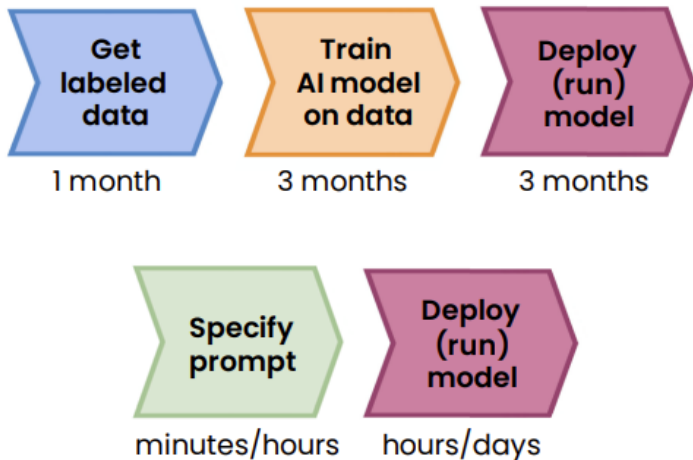 Get
labeled
data
Train
AI model
on data
Deploy
(run)
model
1 month
3 months
3 months
Specify
prompt
Deploy
(run)
model
minutes/hours
hours/days